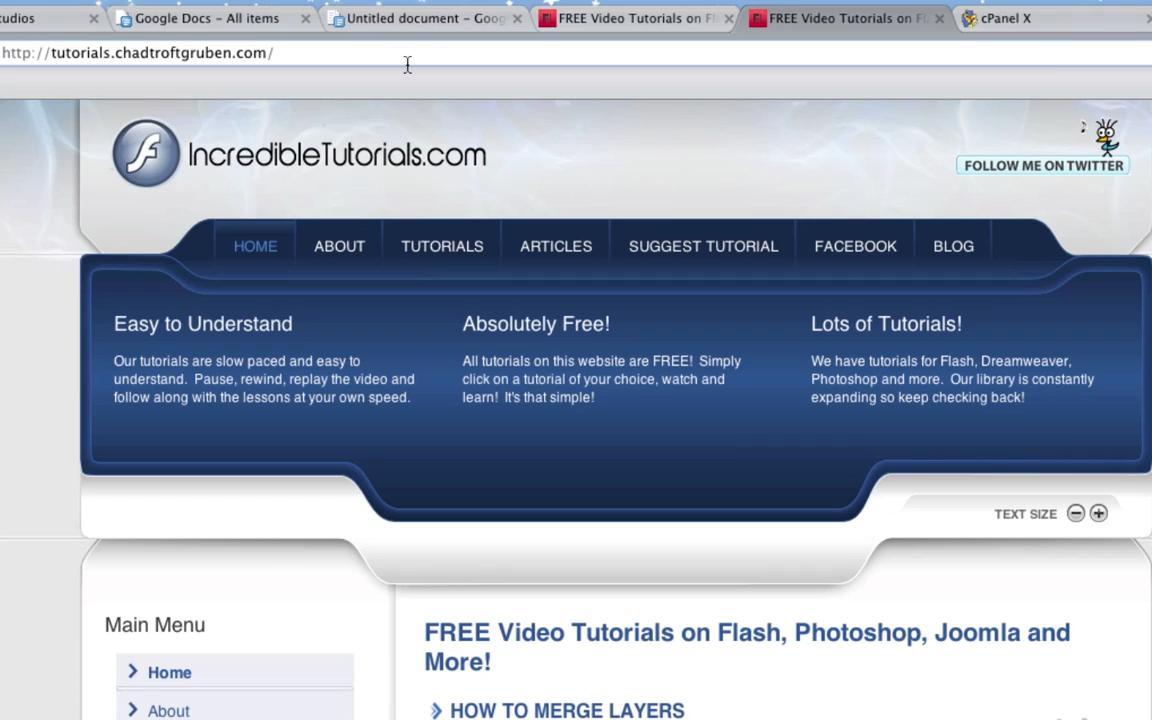 tudios
Google Docs - All items
Untitled document - Goog
FREE Video Tutorials on Fl
FREE Video Tutorials on Fl
cPanel X
http://tutorials.chadtroftgruben.com/
IncredibleTutorials.com
FOLLOW ME ON TWITTER
HOME
ABOUT
TUTORIALS
ARTICLES
SUGGEST TUTORIAL
FACEBOOK
BLOG
Easy to Understand
Our tutorials are slow paced and easy to
understand. Pause, rewind, replay the video and
follow along with the lessons at your own speed.
Absolutely Free!
All tutorials on this website are FREE! Simply
click on a tutorial of your choice, watch and
learn! It's that simple!
Lots of Tutorials!
We have tutorials for Flash, Dreamweaver,
Photoshop and more. Our library is constantly
expanding so keep checking back!
TEXT SIZE
Main Menu
Home
About
FREE Video Tutorials on Flash, Photoshop, Joomla and
More!
HOW TO MERGE LAYERS